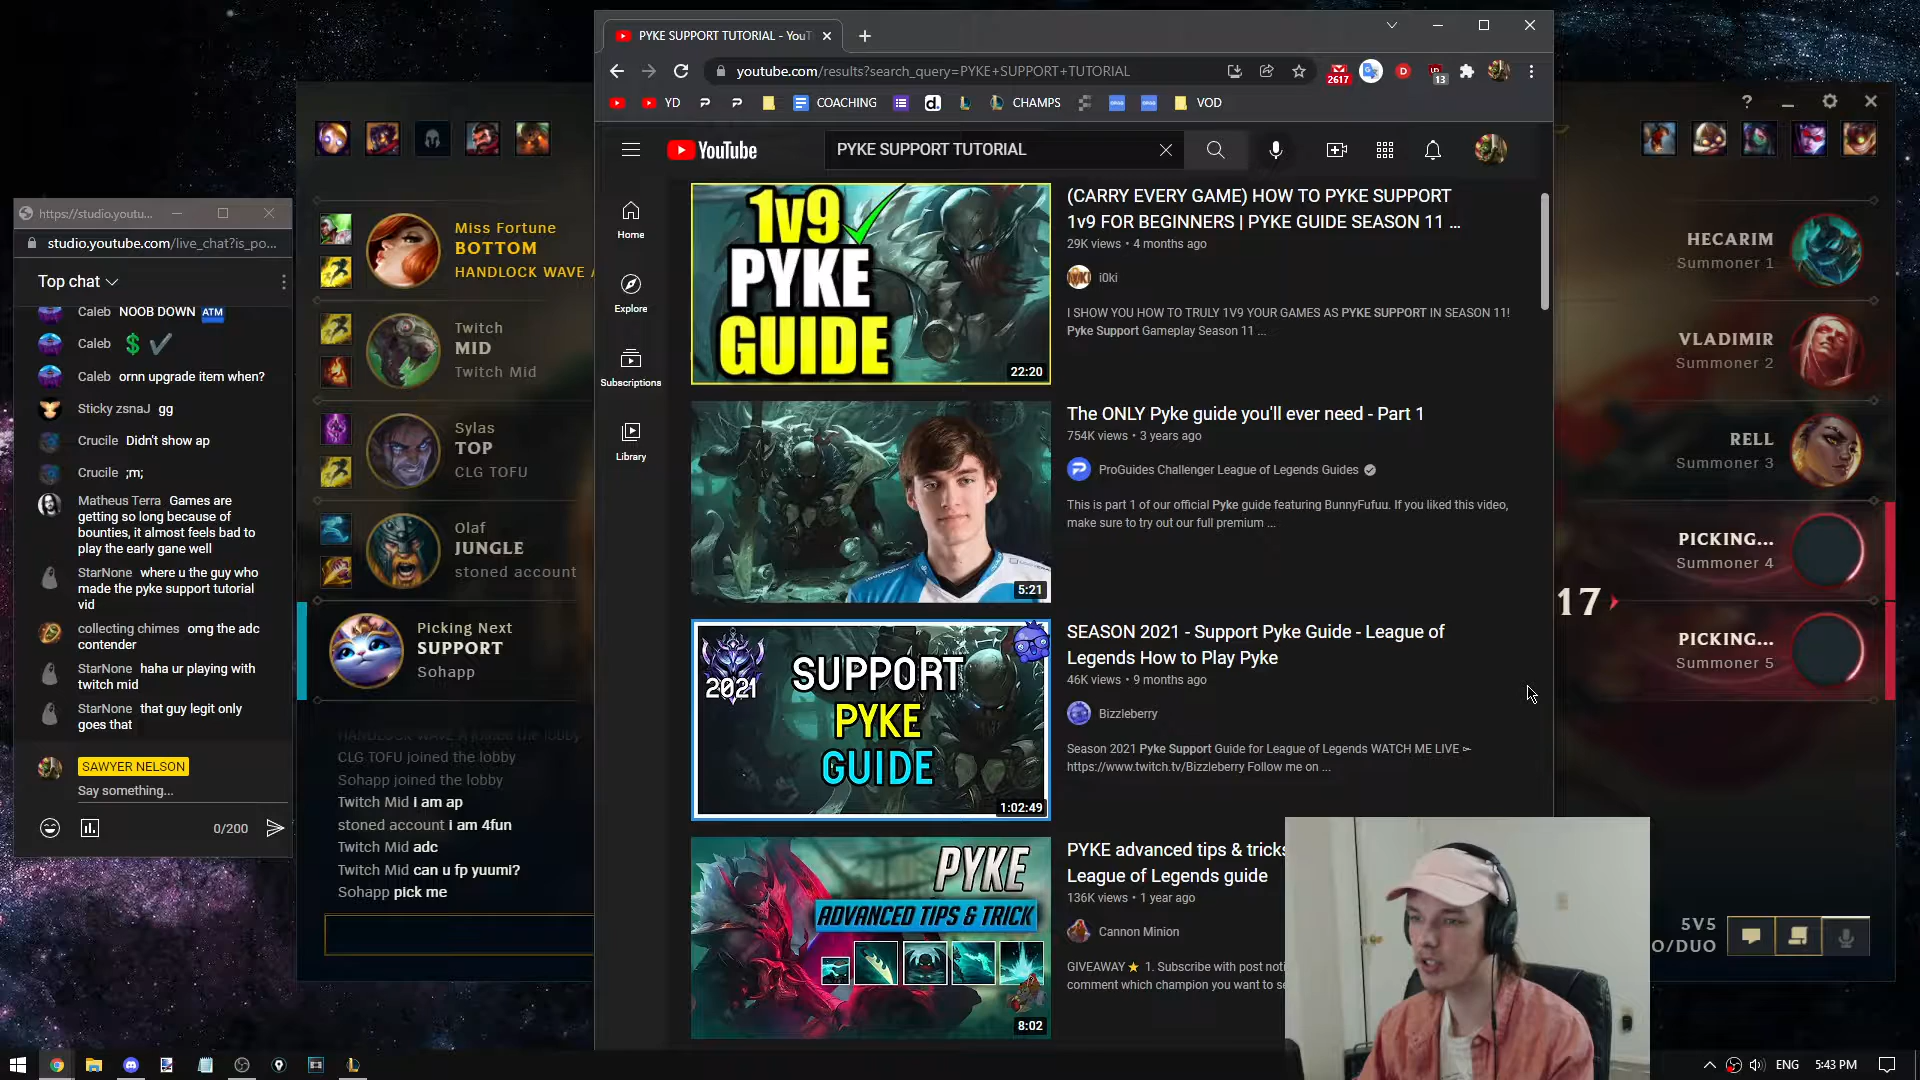 PYKE SUPPORT TUTORIAL - YouT
youtube.com/results?search_query=PYKE+SUPPORT+TUTORIAL
2617
13
YD
COACHING
CHAMPS
VOD
YouTube
PYKE SUPPORT TUTORIAL
Home
Explore
Subscriptions
Library
1v9
PYKE
GUIDE
22:20
(CARRY EVERY GAME) HOW TO PYKE SUPPORT
1v9 FOR BEGINNERS | PYKE GUIDE SEASON 11 ...
29K views • 4 months ago
i0ki
I SHOW YOU HOW TO TRULY 1V9 YOUR GAMES AS PYKE SUPPORT IN SEASON 11!
Pyke Support Gameplay Season 11 ...
5:21
The ONLY Pyke guide you'll ever need - Part 1
754K views • 3 years ago
ProGuides Challenger League of Legends Guides
This is part 1 of our official Pyke guide featuring BunnyFufuu. If you liked this video,
make sure to try out our full premium ...
2021
SUPPORT
PYKE
GUIDE
1:02:49
SEASON 2021 - Support Pyke Guide - League of
Legends How to Play Pyke
46K views • 9 months ago
Bizzleberry
Season 2021 Pyke Support Guide for League of Legends WATCH ME LIVE ►
https://www.twitch.tv/Bizzleberry Follow me on ...
PYKE
ADVANCED TIPS & TRICK
8:02
PYKE advanced tips & tricks
League of Legends guide
136K views • 1 year ago
Cannon Minion
GIVEAWAY ★ 1. Subscribe with post noti
comment which champion you want to se
https://studio.youtu...
studio.youtube.com/live_chat?is_po...
Top chat
Caleb NOOB DOWN ATM
Caleb
Caleb ornn upgrade item when?
Sticky zsnaJ gg
Crucile Didn't show ap
Crucile ;m;
Matheus Terra Games are
getting so long because of
bounties, it almost feels bad to
play the early gane well
StarNone where u the guy who
made the pyke support tutorial
vid
collecting chimes omg the adc
contender
StarNone haha ur playing with
twitch mid
StarNone that guy legit only
goes that
SAWYER NELSON
Say something...
0/200
Miss Fortune
BOTTOM
HANDLOCK WAVE A
Twitch
MID
Twitch Mid
Sylas
TOP
CLG TOFU
Olaf
JUNGLE
stoned account
Picking Next
SUPPORT
Sohapp
HANDLOCK WAVE A joined the lobby
CLG TOFU joined the lobby
Sohapp joined the lobby
Twitch Mid i am ap
stoned account i am 4fun
Twitch Mid adc
Twitch Mid can u fp yuumi?
Sohapp pick me
HECARIM
Summoner 1
VLADIMIR
Summoner 2
RELL
Summoner 3
PICKING...
Summoner 4
17
PICKING...
Summoner 5
5V5
O/DUO
ENG
5:43 PM